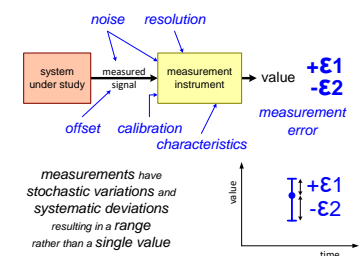 noise resolution
system under study
measured signal
measurement instrument
value
+ε1
-ε2
measurement error
offset calibration
characteristics
measurements have
stochastic variations and
systematic deviations
resulting in a range
rather than a single value
value
+ε1
-ε2
time